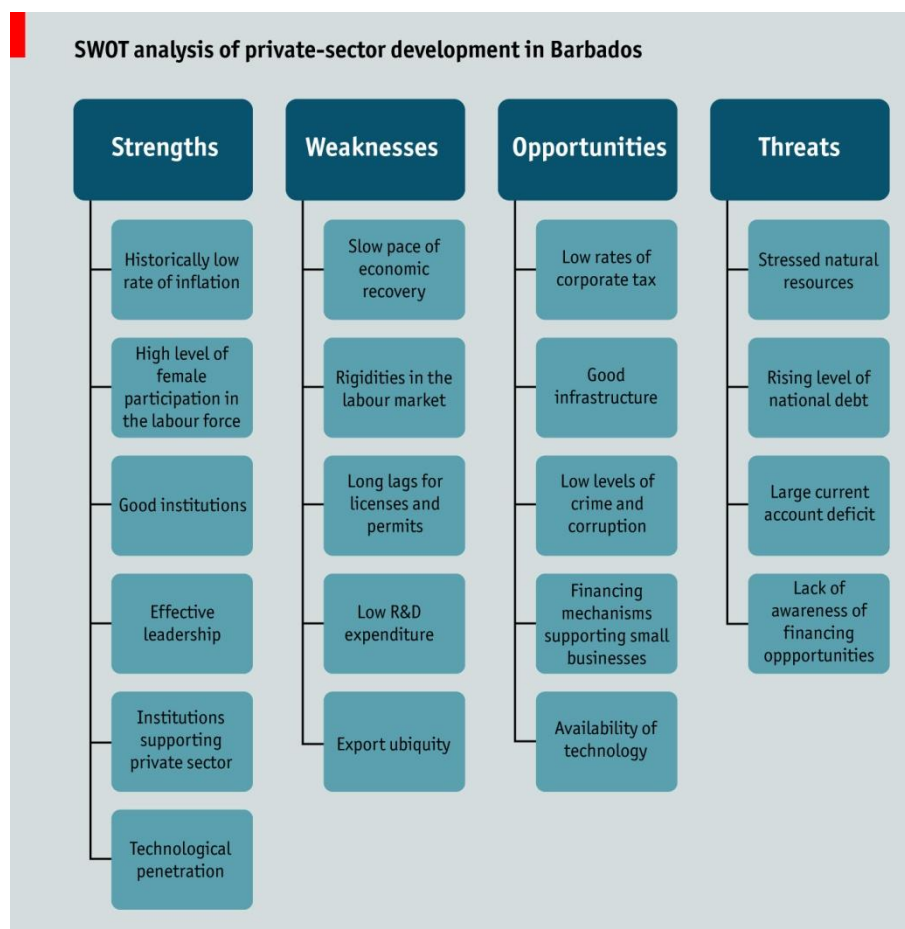 SWOT analysis of private-sector development in Barbados
Strengths
Historically low
rate of inflation
High level of
female
participation in
the labour force
Good institutions
Effective
leadership
Institutions
supporting
private sector
Technological
penetration
Weaknesses
Slow pace of
economic
recovery
Rigidities in the
labour market
Long lags for
licenses and
permits
Low R&D
expenditure
Export ubiquity
Opportunities
Low rates of
corporate tax
Good
infrastructure
Low levels of
crime and
corruption
Financing
mechanisms
supporting small
businesses
Availability of
technology
Threats
Stressed natural
resources
Rising level of
national debt
Large current
account deficit
Lack of
awareness of
financing
oppportunities